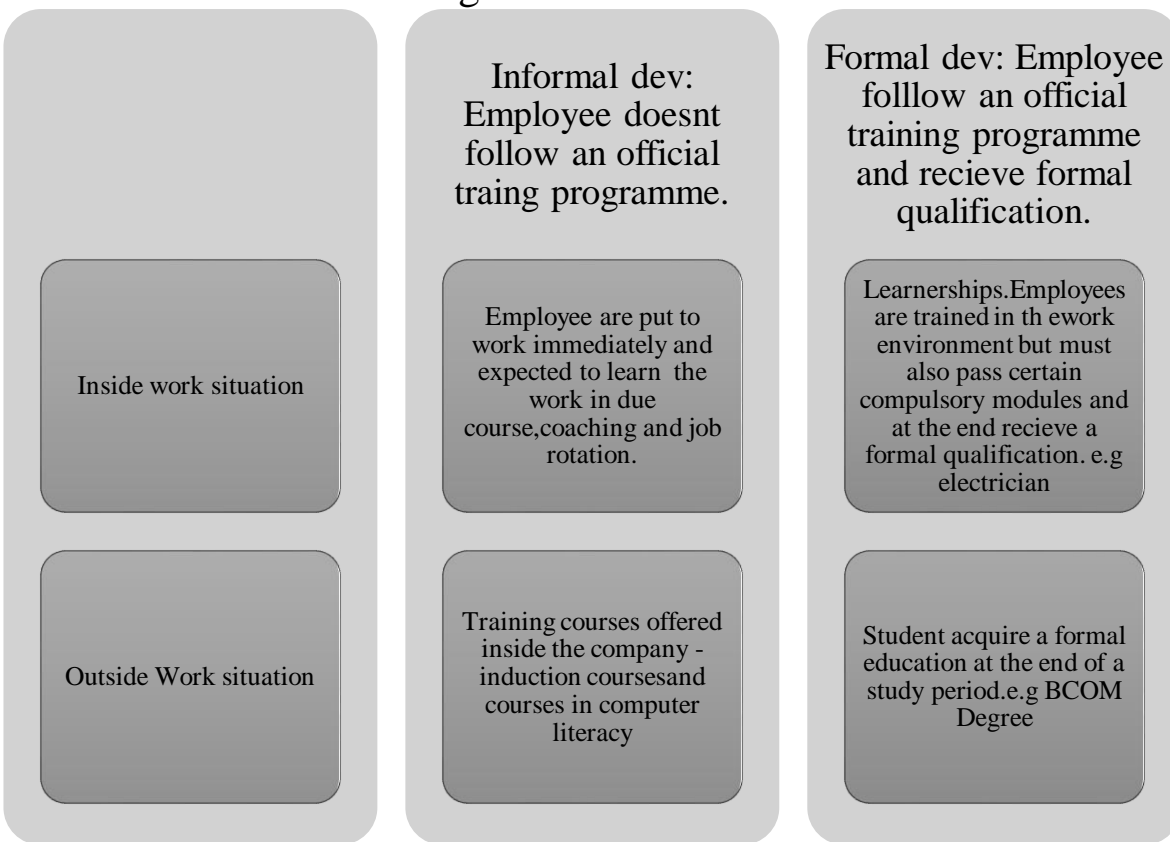 Informal dev:
Employee doesnt
follow an official
traing programme.
Formal dev: Employee
folllow an official
training programme
and recieve formal
qualification.
Inside work situation
Employee are put to
work immediately and
expected to learn the
work in due
course,coaching and job
rotation.
Learnerships.Employees
are trained in th ework
environment but must
also pass certain
compulsory modules and
at the end recieve a
formal qualification. e.g
electrician
Outside Work situation
Training courses offered
inside the company -
induction coursesand
courses in computer
literacy
Student acquire a formal
education at the end of a
study period.e.g BCOM
Degree